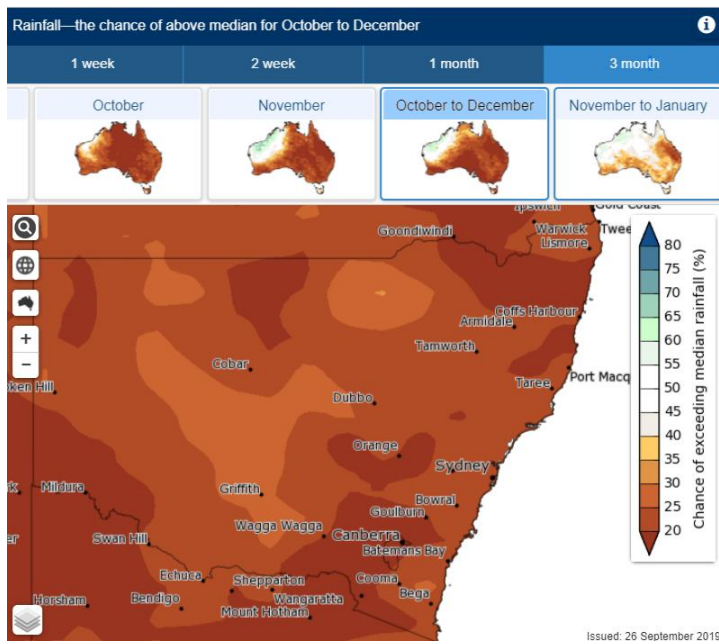 Rainfall—the chance of above median for October to December
1 week
2 week
1 month
3 month
October
November
October to December
November to January
Gold Coast
Ipswich
Goondiwindi
Warwick
Twee
Lismore
Coffs Harbour
Armidale
Tamworth
Cobar
ken Hill
Taree
Port Macq
Dubbo
Orange
Sydney
Mildura
Griffith
Bowral
Goulburn
Wagga Wagga
Canberra
Swan Hill
Batemans Bay
Echuca
Shepparton
Cooma
Horsham
Bendigo
Wangaratta
Bega
Mount Hotham
80
75
70
65
60
55
50
45
40
35
30
25
20
Chance of exceeding median rainfall (%)
+
−
Issued: 26 September 2019